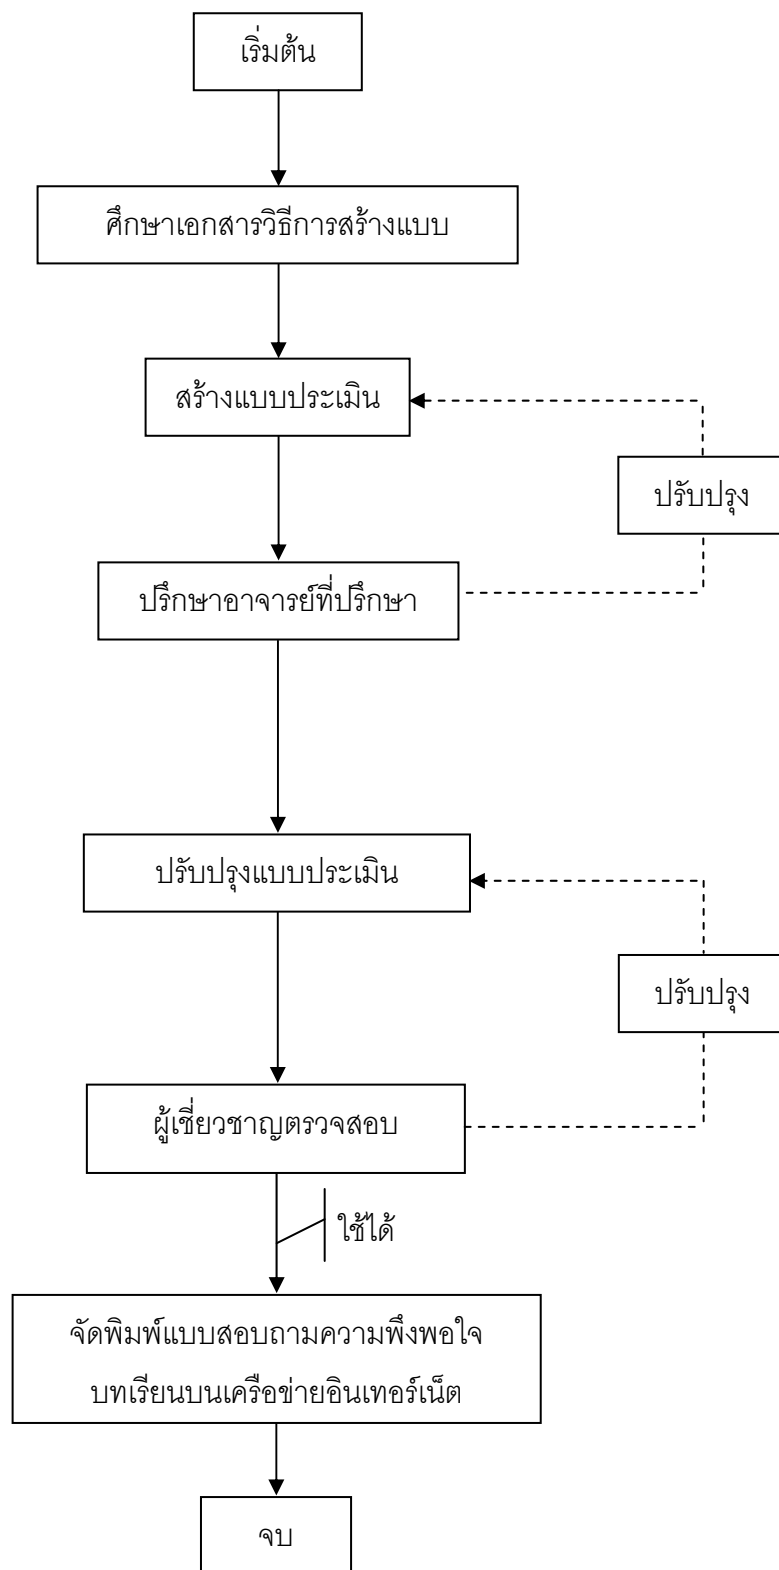 เริ่มต้น
ศึกษาเอกสารวิธีการสร้างแบบ
สร้างแบบประเมิน
ปรับปรุง
ปรึกษาอาจารย์ที่ปรึกษา
ปรับปรุงแบบประเมิน
ปรับปรุง
ผู้เชี่ยวชาญตรวจสอบ
ใช้ได้
จัดพิมพ์แบบสอบถามความพึงพอใจ
บทเรียนบนเครือข่ายอินเทอร์เน็ต
จบ